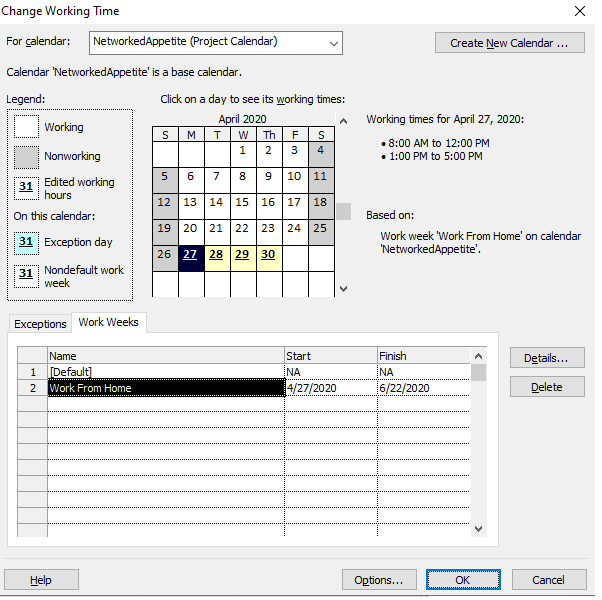 Change Working Time
For calendar: NetworkedAppetite (Project Calendar) Create New Calendar ...
Calendar 'NetworkedAppetite' is a base calendar.
Legend:
Working
Nonworking
31 Edited working hours
On this calendar:
31 Exception day
31 Nondefault work week
Click on a day to see its working times:
April 2020
S M T W Th F S
1 2 3 4
5 6 7 8 9 10 11
12 13 14 15 16 17 18
19 20 21 22 23 24 25
26 27 28 29 30
Working times for April 27, 2020:
• 8:00 AM to 12:00 PM
• 1:00 PM to 5:00 PM
Based on:
Work week 'Work From Home' on calendar
'NetworkedAppetite'.
Exceptions Work Weeks
Name Start Finish
1 [Default] NA NA
2 Work From Home 4/27/2020 6/22/2020
Details...
Delete
Help Options... OK Cancel